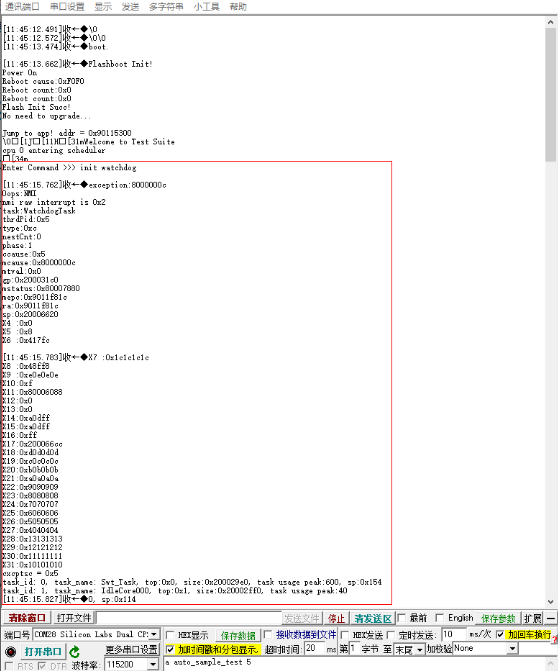 通讯端口 串口设置 显示 发送 多字符串 小工具 帮助
[11:45:12.491]收←◆\0
[11:45:12.572]收←◆\0\0
[11:45:13.474]收←◆boot.
[11:45:13.662]收←◆Flashboot Init!
Power On
Reboot cause:0xF0F0
Reboot count:0x0
Reboot count:0x0
Flash Init Succ!
No need to upgrade...
Jump to app! addr = 0x90115300
\0□[1J□[11H□[31mWelcome to Test Suite
cpu 0 entering scheduler
□[34m
Enter Command >>> init watchdog
[11:45:15.762]收←◆exception:8000000c
Oops:NMI
nmi raw interrupt is 0x2
task:WatchdogTask
thrdPid:0x5
type:0xc
nestCnt:0
phase:1
ccause:0x5
mcause:0x8000000c
mtval:0x0
gp:0x200031c0
mstatus:0x80007880
mepc:0x9011f81c
ra:0x9011f81c
sp:0x20006620
X4 :0x0
X5 :0x8
X6 :0x417fc
[11:45:15.783]收←◆X7 :0x1c1c1c1c
X8 :0x48ff8
X9 :0xe0e0e0e
X10:0xf
X11:0x80006088
X12:0x0
X13:0x0
X14:0xa0dff
X15:0xa0dff
X16:0xff
X17:0x200066cc
X18:0xd0d0d0d
X19:0xc0c0c0c
X20:0xb0b0b0b
X21:0xa0a0a0a
X22:0x9090909
X23:0x8080808
X24:0x7070707
X25:0x6060606
X26:0x5050505
X27:0x4040404
X28:0x13131313
X29:0x12121212
X30:0x11111111
X31:0x10101010
excptsc = 0x5
task_id: 0, task_name: Swt_Task, top:0x0, size:0x200029e0, task usage peak:600, sp:0x154
task_id: 1, task_name: IdleCore000, top:0x1, size:0x20002ff0, task usage peak:40
[11:45:15.827]收←◆0, sp:0x114
清除窗口 打开文件 发送文件 停止 清发送区 最前 English 保存参数 扩展 —
端口号 COM28 Silicon Labs Dual CP: HEX显示 保存数据 接收数据到文件 HEX发送 定时发送: 10 ms/次 加回车换行
打开串口 更多串口设置 加时间戳和分包显示. 超时时间: 20 ms 第 1 字节 至 末尾 加校验 None
RTS DTR 波特率: 115200 a auto_sample_test 5